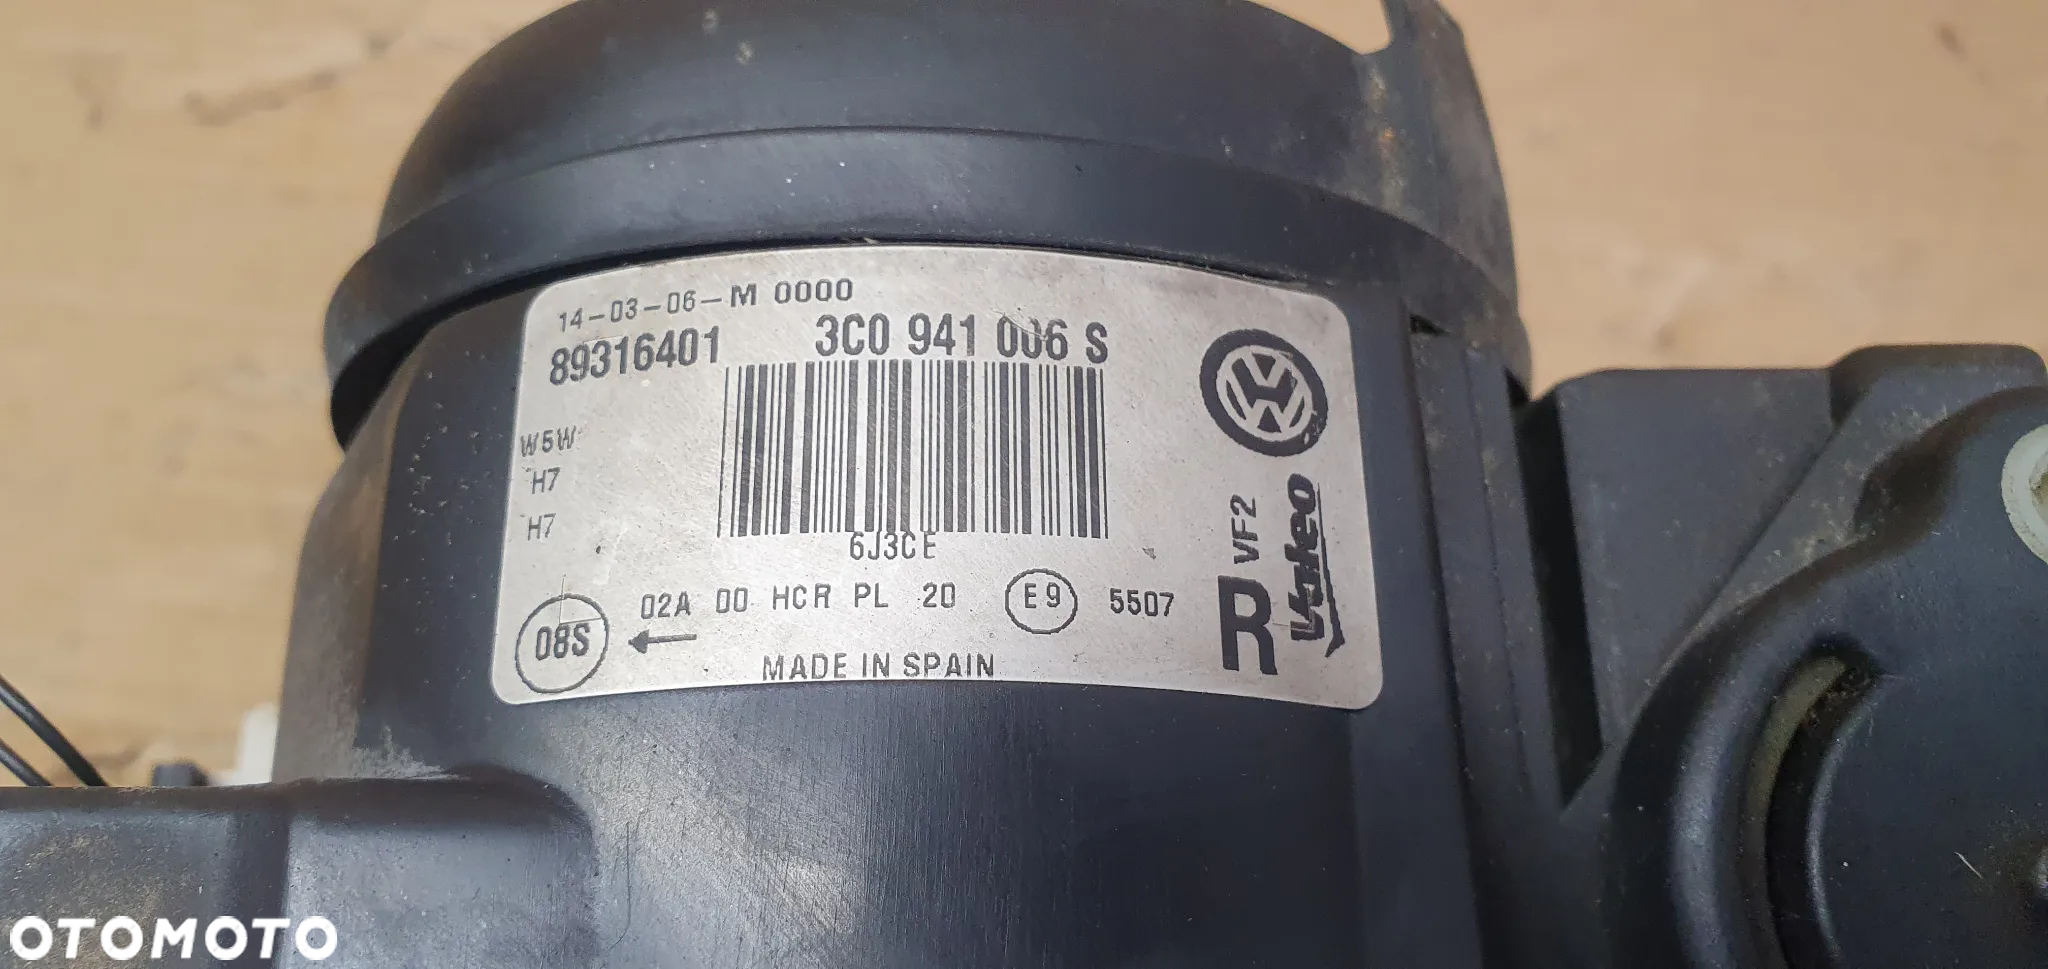 14-03-06-M 0000
89316401 3C0 941 006 S
W5W
H7
H7
6J3CE
02A 00 HCR PL 20 E9 5507
08S
MADE IN SPAIN
R VF2
Valeo
OTOMOTO